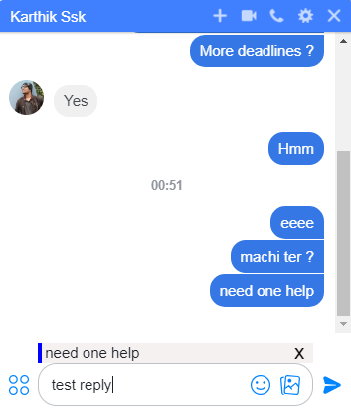 Karthik Ssk
More deadlines ?
Yes
Hmm
00:51
eeee
machi ter ?
need one help
need one help X
test reply